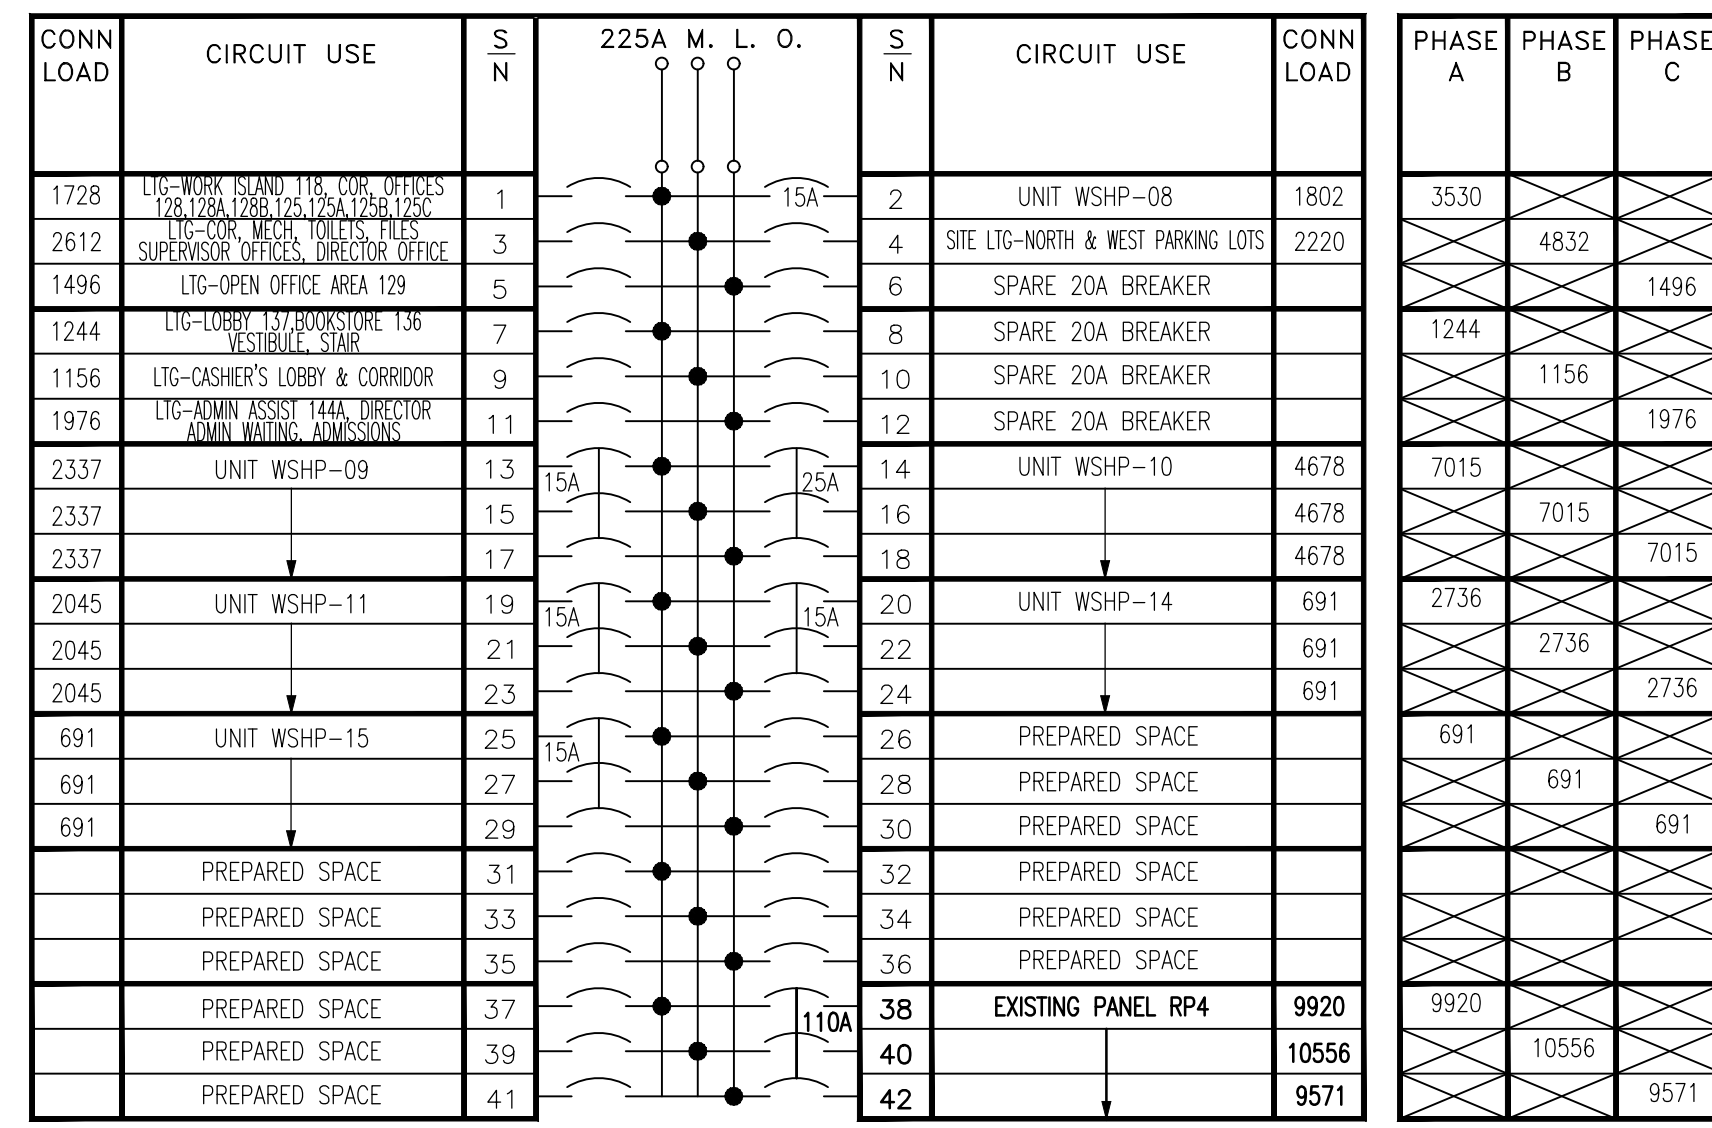 CONN LOAD CIRCUIT USE S/N 225A M. L. O. S/N CIRCUIT USE CONN LOAD PHASE A PHASE B PHASE C
1728 LTG-WORK ISLAND 118, COR, OFFICES 128,128A,128B,125,125A,125B,125C 1 15A 2 UNIT WSHP-08 1802 3530
2612 LTG-COR, MECH, TOILETS, FILES SUPERVISOR OFFICES, DIRECTOR OFFICE 3 4 SITE LTG-NORTH & WEST PARKING LOTS 2220 4832
1496 LTG-OPEN OFFICE AREA 129 5 6 SPARE 20A BREAKER 1496
1244 LTG-LOBBY 137,BOOKSTORE 136 VESTIBULE, STAIR 7 8 SPARE 20A BREAKER 1244
1156 LTG-CASHIER'S LOBBY & CORRIDOR 9 10 SPARE 20A BREAKER 1156
1976 LTG-ADMIN ASSIST 144A, DIRECTOR ADMIN WAITING, ADMISSIONS 11 12 SPARE 20A BREAKER 1976
2337 UNIT WSHP-09 13 15A 25A 14 UNIT WSHP-10 4678 7015
2337 15 16 4678 7015
2337 17 18 4678 7015
2045 UNIT WSHP-11 19 15A 15A 20 UNIT WSHP-14 691 2736
2045 21 22 691 2736
2045 23 24 691 2736
691 UNIT WSHP-15 25 15A 26 PREPARED SPACE 691
691 27 28 PREPARED SPACE 691
691 29 30 PREPARED SPACE 691
PREPARED SPACE 31 32 PREPARED SPACE
PREPARED SPACE 33 34 PREPARED SPACE
PREPARED SPACE 35 36 PREPARED SPACE
PREPARED SPACE 37 110A 38 EXISTING PANEL RP4 9920 9920
PREPARED SPACE 39 40 10556 10556
PREPARED SPACE 41 42 9571 9571